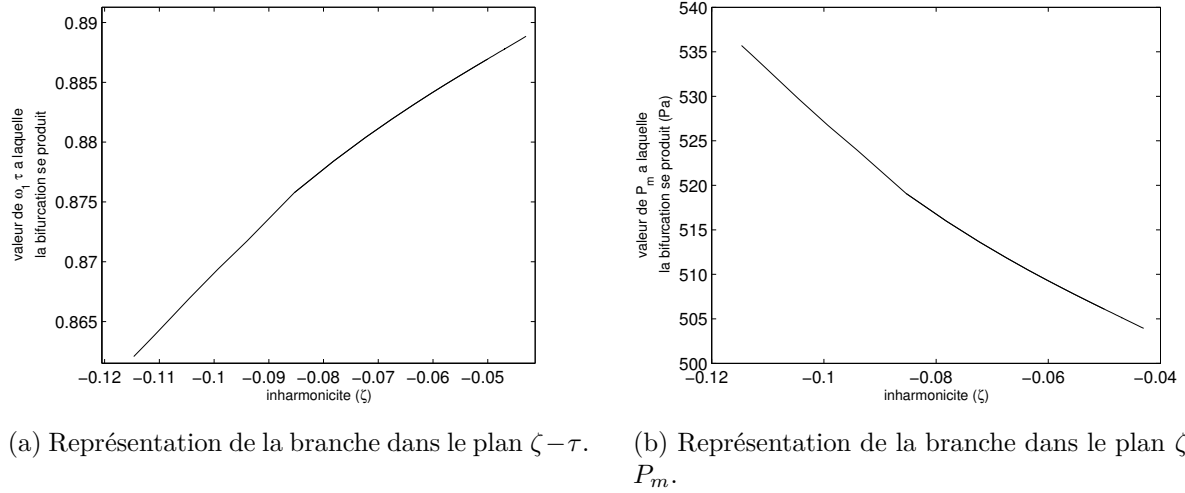 0.89
0.885
0.88
0.875
0.87
0.865
valeur de ω₁ τ a laquelle
la bifurcation se produit
−0.12 −0.11 −0.1 −0.09 −0.08 −0.07 −0.06 −0.05
inharmonicite (ζ)
(a) Représentation de la branche dans le plan ζ−τ.
540
535
530
525
520
515
510
505
500
valeur de Pₘ a laquelle
la bifurcation se produit (Pa)
−0.12 −0.1 −0.08 −0.06 −0.04
inharmonicite (ζ)
(b) Représentation de la branche dans le plan ζ
Pₘ.